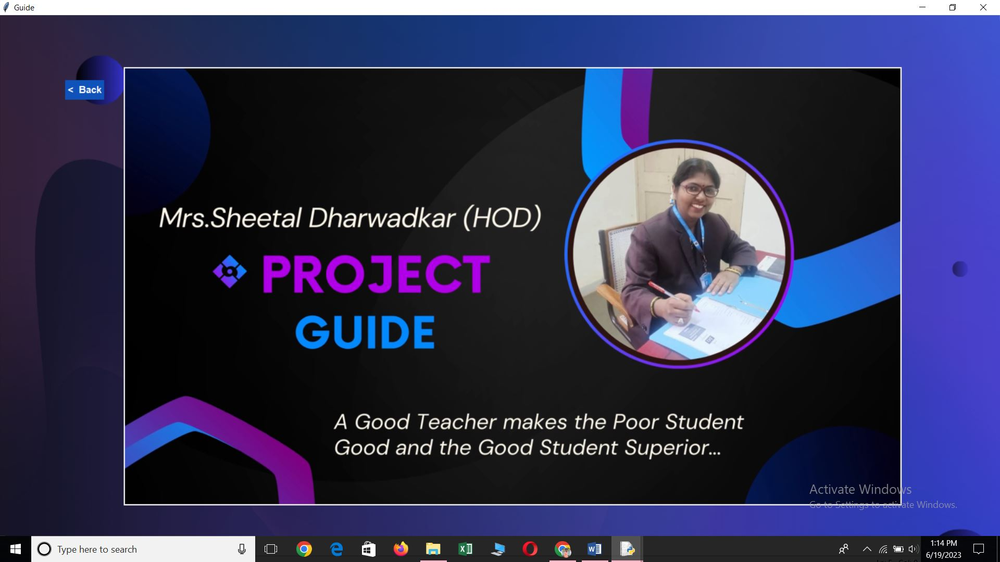 Guide
< Back
Mrs.Sheetal Dharwadkar (HOD)
PROJECT
GUIDE
A Good Teacher makes the Poor Student
Good and the Good Student Superior...
Activate Windows
Go to Settings to activate Windows.
Type here to search
1:14 PM
6/19/2023